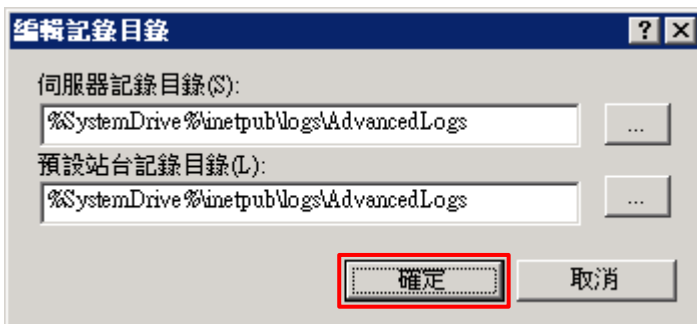 編輯記錄目錄
伺服器記錄目錄(S):
%SystemDrive%\inetpub\logs\AdvancedLogs
...
預設站台記錄目錄(L):
%SystemDrive%\inetpub\logs\AdvancedLogs
...
確定 取消